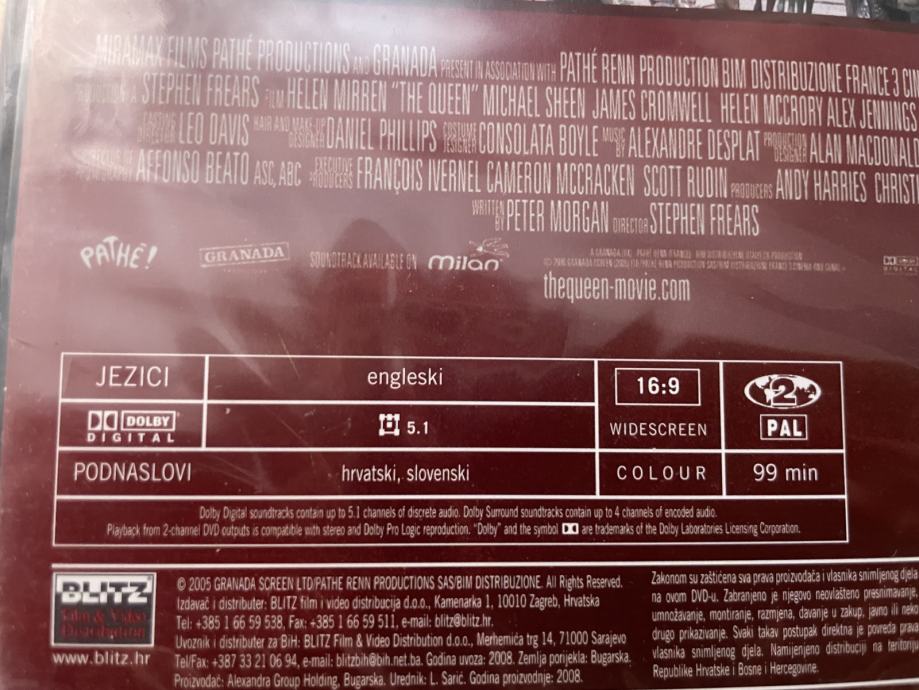 MIRAMAX FILMS PATHÉ PRODUCTIONS AND GRANADA PRESENT IN ASSOCIATION WITH PATHÉ RENN PRODUCTION BIM DISTRIBUZIONE FRANCE 3
A STEPHEN FREARS FILM HELEN MIRREN "THE QUEEN" MICHAEL SHEEN JAMES CROMWELL HELEN MCCRORY ALEX JENNINGS
CASTING LEO DAVIS HAIR AND MAKE-UP DESIGNER DANIEL PHILLIPS COSTUME DESIGNER CONSOLATA BOYLE MUSIC BY ALEXANDRE DESPLAT PRODUCTION DESIGNER ALAN MACDONALD
AFFONSO BEATO ASC, ABC EXECUTIVE PRODUCERS FRANÇOIS IVERNEL CAMERON MCCRACKEN SCOTT RUDIN PRODUCERS ANDY HARRIES
WRITTEN BY PETER MORGAN DIRECTOR STEPHEN FREARS
PATHÉ! GRANADA SOUNDTRACK AVAILABLE ON milan
thequeen-movie.com
JEZICI engleski 16:9 2
DOLBY DIGITAL 5.1 WIDESCREEN PAL
PODNASLOVI hrvatski, slovenski COLOUR 99 min
Dolby Digital soundtracks contain up to 5.1 channels of discrete audio. Dolby Surround soundtracks contain up to 4 channels of encoded audio.
Playback from 2-channel DVD outputs is compatible with stereo and Dolby Pro Logic reproduction. "Dolby" and the symbol are trademarks of the Dolby Laboratories Licensing Corporation.
BLITZ
Film & Video
Distribution
www.blitz.hr
© 2005 GRANADA SCREEN LTD/PATHE RENN PRODUCTIONS SAS/BIM DISTRIBUZIONE. All Rights Reserved.
Izdavač i distributer: BLITZ film i video distribucija d.o.o., Kamenarka 1, 10010 Zagreb, Hrvatska
Tel: +385 1 66 59 538, Fax: +385 1 66 59 511, e-mail: blitz@blitz.hr.
Uvoznik i distributer za BiH: BLITZ Film & Video Distribution d.o.o., Merhemića trg 14, 71000 Sarajevo
Tel/Fax: +387 33 21 06 94, e-mail: blitzbih@bih.net.ba. Godina uvoza: 2008. Zemlja porijekla: Bugarska.
Proizvođač: Alexandra Group Holding, Bugarska. Urednik: L. Sarić. Godina proizvodnje: 2008.
Zakonom su zaštićena sva prava proizvođača i vlasnika snimljenog djela
na ovom DVD-u. Zabranjeno je njegovo neovlašteno presnimavanje,
umnožavanje, montiranje, razmjena, davanje u zakup, javno ili neko
drugo prikazivanje. Svaki takav postupak direktna je povreda prava
vlasnika snimljenog djela. Namijenjeno distribuciji na teritoriju
Republike Hrvatske i Bosne i Hercegovine.